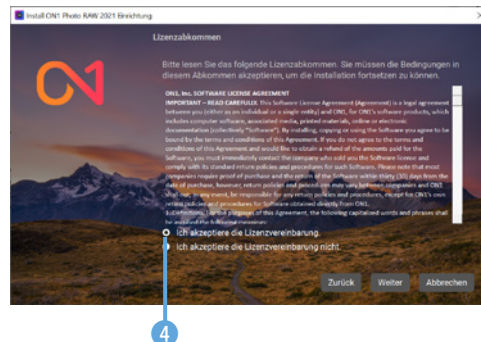 Install ON1 Photo RAW 2021 Einrichtung
Lizenzabkommen
Bitte lesen Sie das folgende Lizenzabkommen. Sie müssen die Bedingungen in
diesem Abkommen akzeptieren, um die Installation fortsetzen zu können.
ON1, Inc. SOFTWARE LICENSE AGREEMENT
IMPORTANT – READ CAREFULLY: This Software License Agreement (Agreement) is a legal agreement
between you (either as an individual or a single entity) and ON1, for ON1's software products, which
includes computer software, associated media, printed materials, online or electronic
documentation (collectively "Software"). By installing, copying or using the Software you agree to be
bound by the terms and conditions of this Agreement. If you do not agree to the terms and
conditions of this Agreement and would like to obtain a refund of the amounts paid for the
Software, you must immediately contact the company who sold you the Software license and
comply with its standard return policies and procedures for such Software. Please note that most
companies require proof of purchase and the return of the Software within thirty (30) days from the
date of purchase, however, return policies and procedures may vary between companies and ON1
shall not, in any event, be responsible for any return policies and procedures, except for ON1's own
return policies and procedures for Software obtained directly from ON1.
1. Definitions. For the purposes of this Agreement, the following capitalized words and phrases shall
be assigned the following meanings:
Ich akzeptiere die Lizenzvereinbarung.
Ich akzeptiere die Lizenzvereinbarung nicht.
Zurück Weiter Abbrechen
4